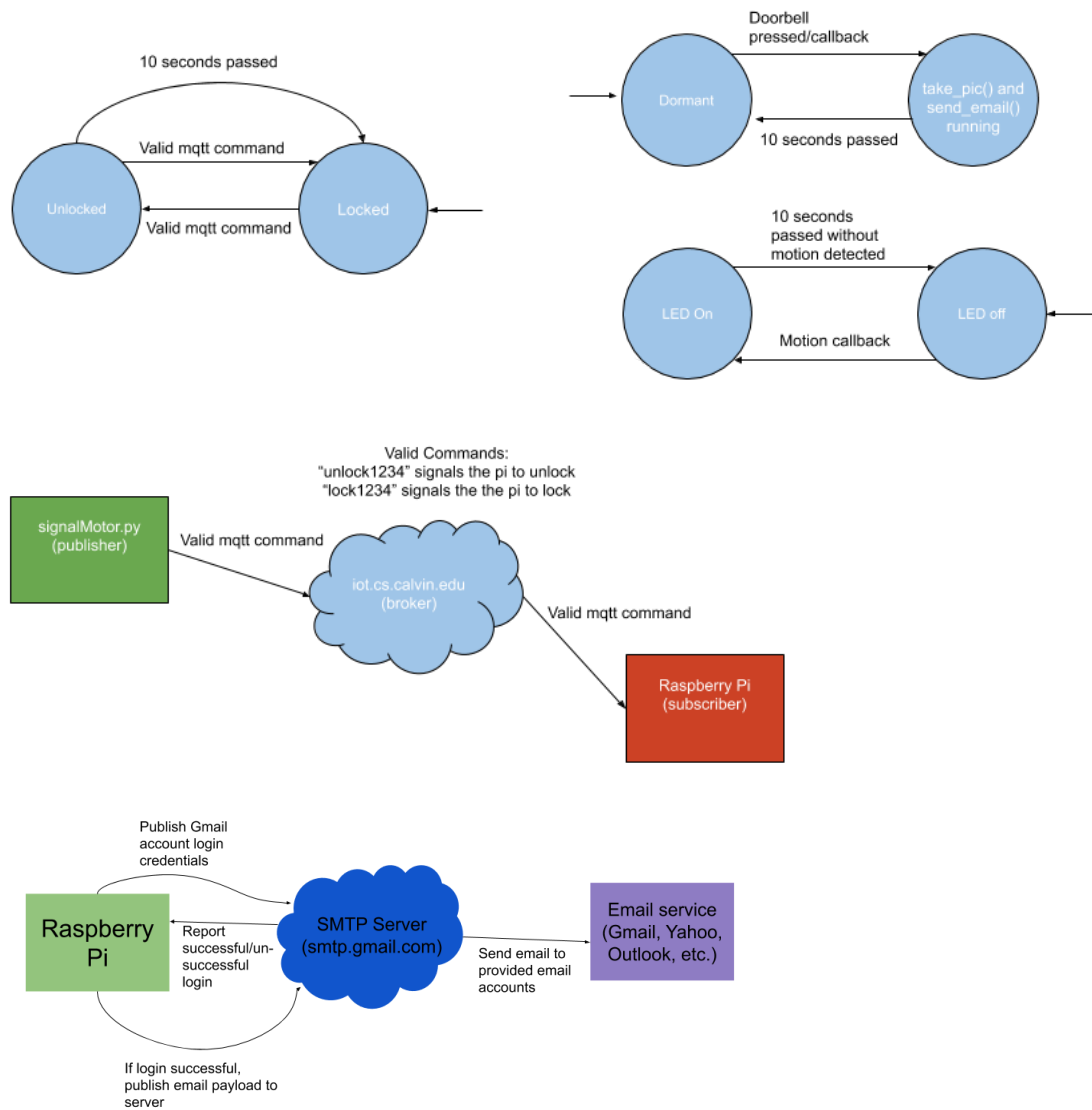 10 seconds passed
Valid mqtt command
Unlocked
Locked
Valid mqtt command
Doorbell
pressed/callback
Dormant
take_pic() and
send_email()
running
10 seconds passed
10 seconds
passed without
motion detected
LED On
LED off
Motion callback
Valid Commands:
“unlock1234” signals the pi to unlock
“lock1234” signals the the pi to lock
signalMotor.py
(publisher)
Valid mqtt command
iot.cs.calvin.edu
(broker)
Valid mqtt command
Raspberry Pi
(subscriber)
Publish Gmail
account login
credentials
Raspberry
Pi
Report
successful/un-
successful
login
SMTP Server
(smtp.gmail.com)
Send email to
provided email
accounts
Email service
(Gmail, Yahoo,
Outlook, etc.)
If login successful,
publish email payload to
server